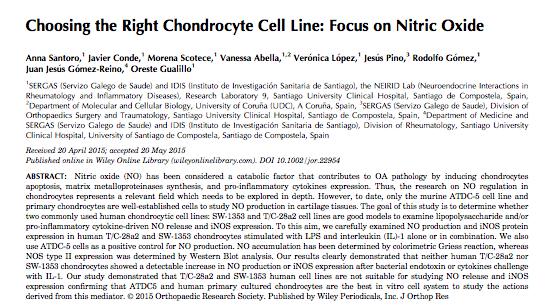 Choosing the Right Chondrocyte Cell Line: Focus on Nitric Oxide
Anna Santoro,¹ Javier Conde,¹ Morena Scotece,¹ Vanessa Abella,¹,² Verónica López,¹ Jesús Pino,³ Rodolfo Gómez,¹
Juan Jesús Gómez-Reino,⁴ Oreste Gualillo¹
¹SERGAS (Servizo Galego de Saude) and IDIS (Instituto de Investigación Sanitaria de Santiago), the NEIRID Lab (Neuroendocrine Interactions in
Rheumatology and Inflammatory Diseases), Research Laboratory 9, Santiago University Clinical Hospital, Santiago de Compostela, Spain,
²Department of Molecular and Cellular Biology, University of Coruña (UDC), A Coruña, Spain, ³SERGAS (Servizo Galego de Saude), Division of
Orthopaedics Surgery and Traumatology, Santiago University Clinical Hospital, Santiago de Compostela, Spain, ⁴Department of Medicine and
SERGAS (Servizo Galego de Saude) and IDIS (Instituto de Investigación Sanitaria de Santiago), Division of Rheumatology, Santiago University
Clinical Hospital, University of Santiago de Compostela, Santiago de Compostela, Spain
Received 20 April 2015; accepted 20 May 2015
Published online in Wiley Online Library (wileyonlinelibrary.com). DOI 10.1002/jor.22954
ABSTRACT: Nitric oxide (NO) has been considered a catabolic factor that contributes to OA pathology by inducing chondrocytes
apoptosis, matrix metalloproteinases synthesis, and pro-inflammatory cytokines expression. Thus, the research on NO regulation in
chondrocytes represents a relevant field which needs to be explored in depth. However, to date, only the murine ATDC-5 cell line and
primary chondrocytes are well-established cells to study NO production in cartilage tissues. The goal of this study is to determine whether
two commonly used human chondrocytic cell lines: SW-1353 and T/C-28a2 cell lines are good models to examine lipopolysaccharide and/or
pro-inflammatory cytokine-driven NO release and iNOS expression. To this aim, we carefully examined NO production and iNOS protein
expression in human T/C-28a2 and SW-1353 chondrocytes stimulated with LPS and interleukin (IL)-1 alone or in combination. We also
use ATDC-5 cells as a positive control for NO production. NO accumulation has been determined by colorimetric Griess reaction, whereas
NOS type II expression was determined by Western Blot analysis. Our results clearly demonstrated that neither human T/C-28a2 nor
SW-1353 chondrocytes showed a detectable increase in NO production or iNOS expression after bacterial endotoxin or cytokines challenge
with IL-1. Our study demonstrated that T/C-28a2 and SW-1353 human cell lines are not suitable for studying NO release and iNOS
expression confirming that ATDC5 and human primary cultured chondrocytes are the best in vitro cell system to study the actions
derived from this mediator. © 2015 Orthopaedic Research Society. Published by Wiley Periodicals, Inc. J Orthop Res